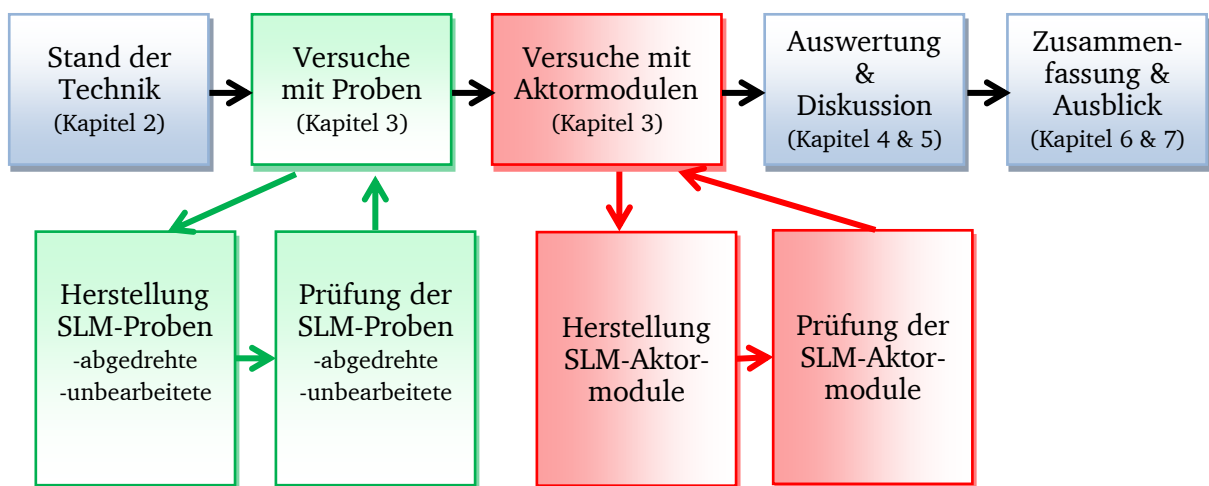 Stand der
Technik
(Kapitel 2)
Versuche
mit Proben
(Kapitel 3)
Versuche mit
Aktormodulen
(Kapitel 3)
Auswertung
&
Diskussion
(Kapitel 4 & 5)
Zusammen-
fassung &
Ausblick
(Kapitel 6 & 7)
Herstellung
SLM-Proben
-abgedrehte
-unbearbeitete
Prüfung der
SLM-Proben
-abgedrehte
-unbearbeitete
Herstellung
SLM-Aktor-
module
Prüfung der
SLM-Aktor-
module